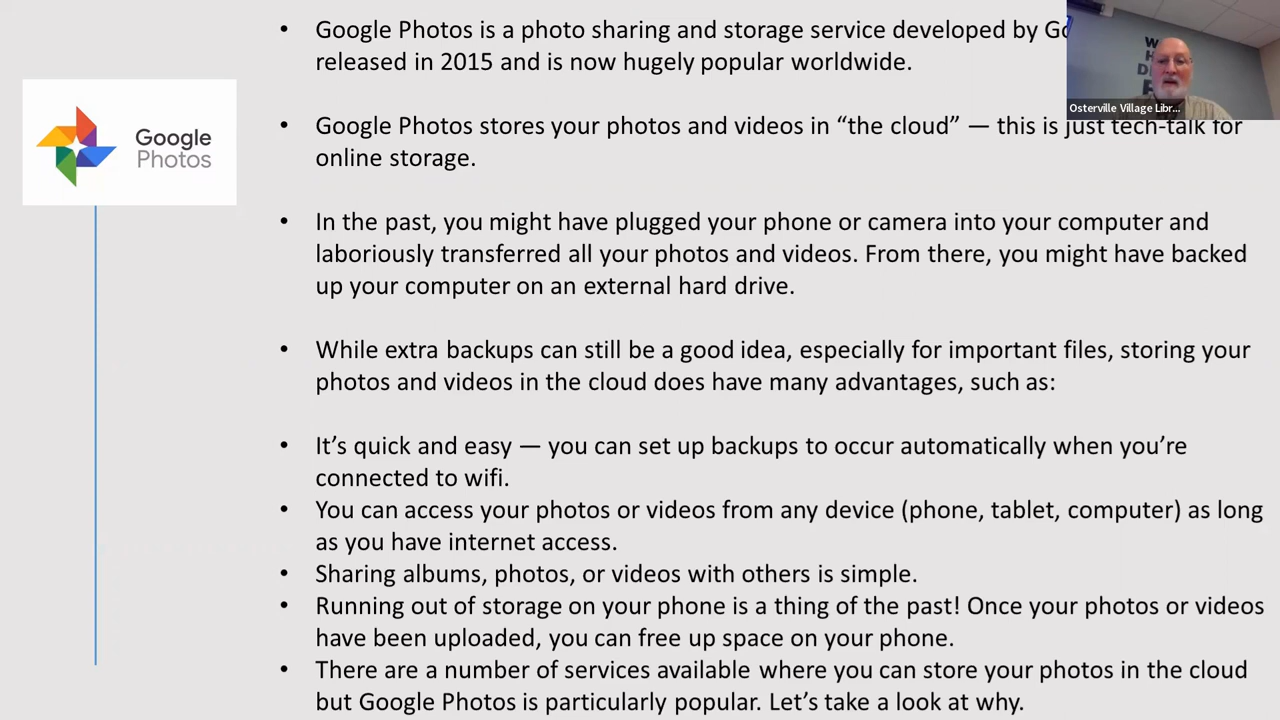 Google Photos is a photo sharing and storage service developed by
released in 2015 and is now hugely popular worldwide.
Google Photos stores your photos and videos in “the cloud” — this is just tech-talk for
online storage.
In the past, you might have plugged your phone or camera into your computer and
laboriously transferred all your photos and videos. From there, you might have backed
up your computer on an external hard drive.
While extra backups can still be a good idea, especially for important files, storing your
photos and videos in the cloud does have many advantages, such as:
It’s quick and easy — you can set up backups to occur automatically when you’re
connected to wifi.
You can access your photos or videos from any device (phone, tablet, computer) as long
as you have internet access.
Sharing albums, photos, or videos with others is simple.
Running out of storage on your phone is a thing of the past! Once your photos or videos
have been uploaded, you can free up space on your phone.
There are a number of services available where you can store your photos in the cloud
but Google Photos is particularly popular. Let’s take a look at why.
Google
Photos
Osterville Village Libr...